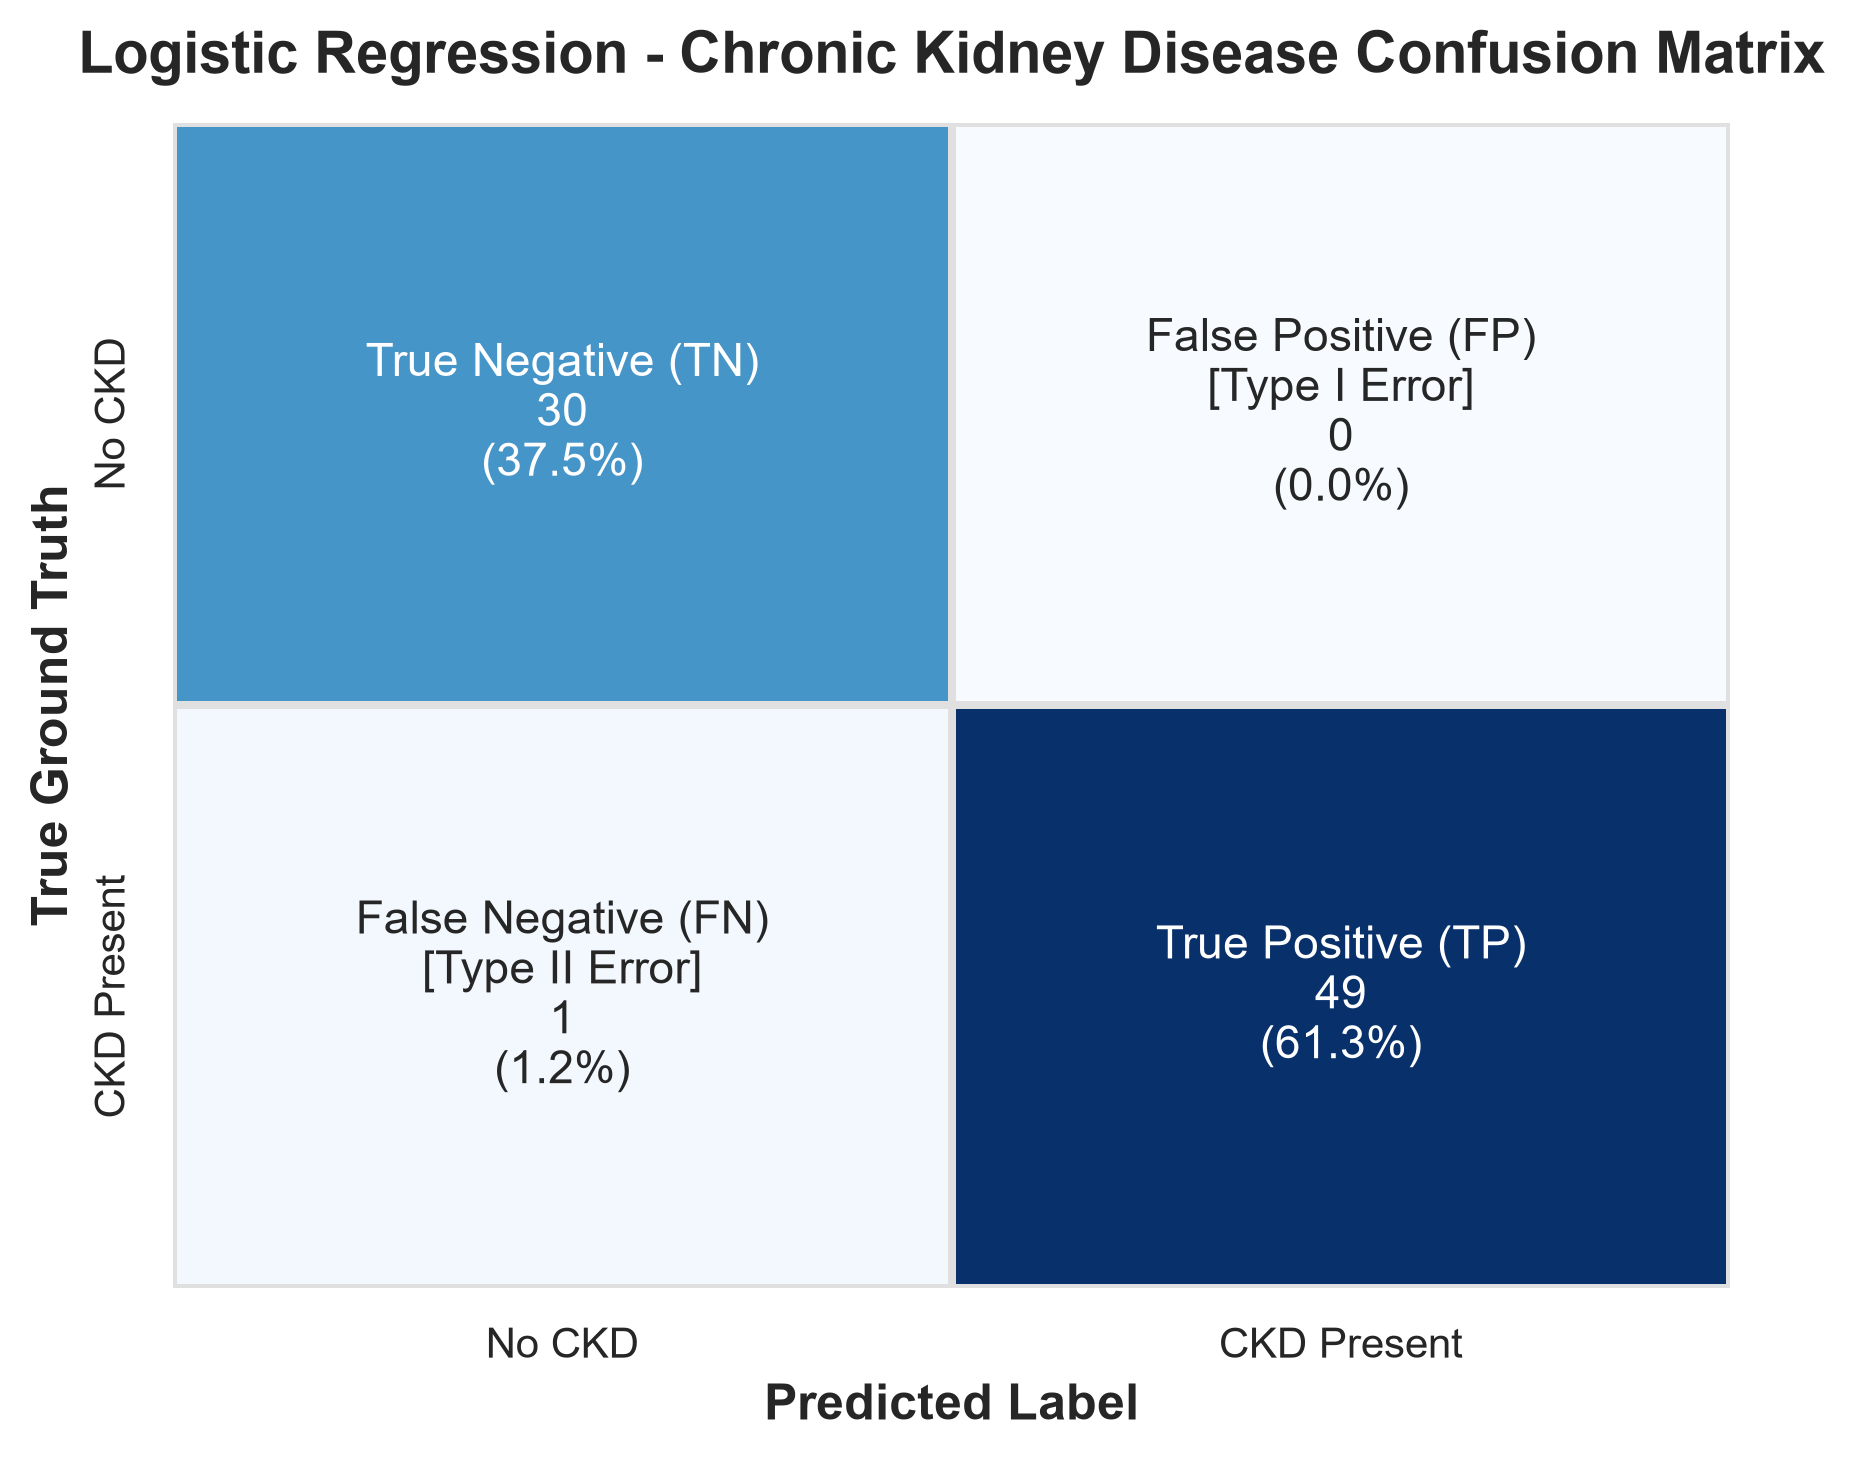 Logistic Regression - Chronic Kidney Disease Confusion Matrix
True Ground Truth
No CKD
CKD Present
True Negative (TN)
30
(37.5%)
False Positive (FP)
[Type I Error]
0
(0.0%)
False Negative (FN)
[Type II Error]
1
(1.2%)
True Positive (TP)
49
(61.3%)
No CKD
CKD Present
Predicted Label